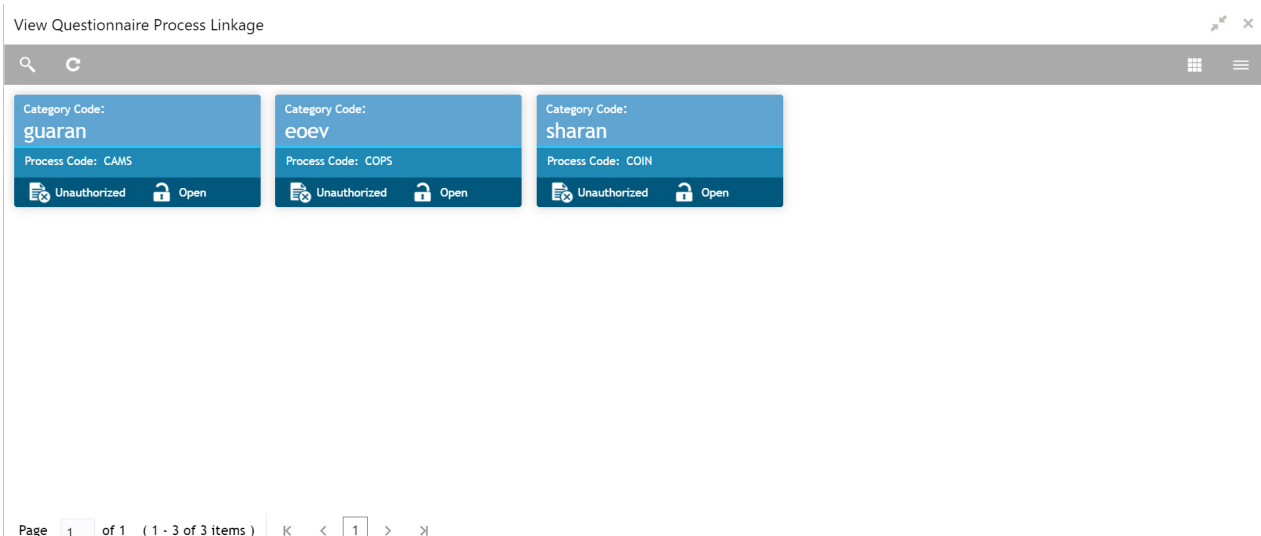 View Questionnaire Process Linkage
Category Code:
guaran
Process Code: CAMS
Unauthorized Open
Category Code:
eoev
Process Code: COPS
Unauthorized Open
Category Code:
sharan
Process Code: COIN
Unauthorized Open
Page 1 of 1 ( 1 - 3 of 3 items ) 1